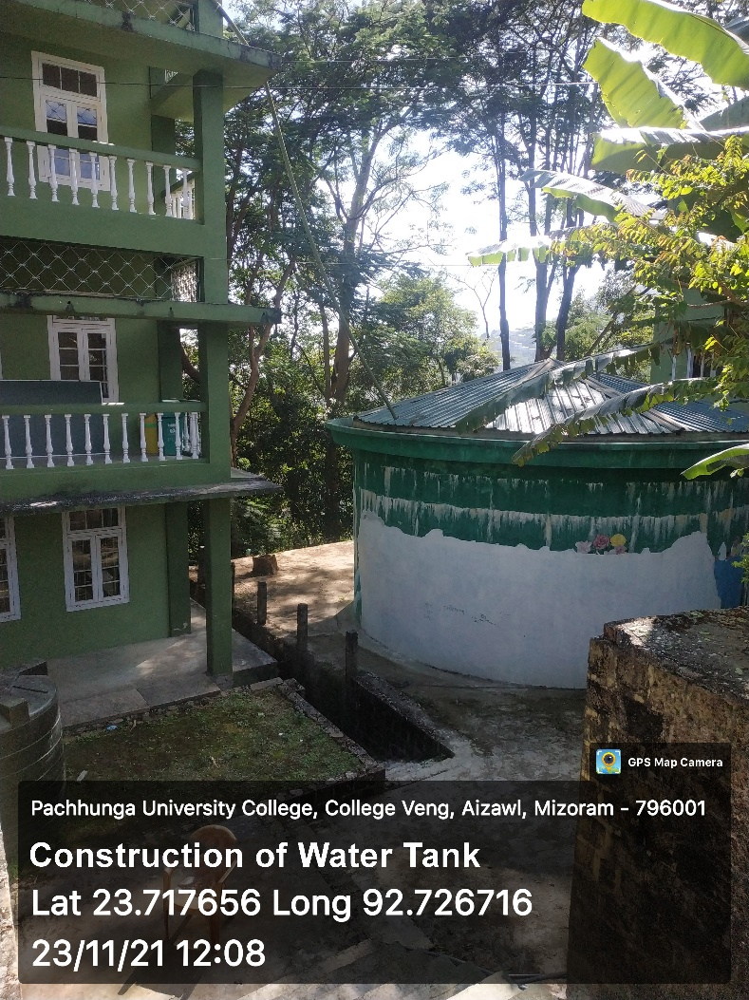 GPS Map Camera
Pachhunga University College, College Veng, Aizawl, Mizoram - 796001
Construction of Water Tank
Lat 23.717656 Long 92.726716
23/11/21 12:08